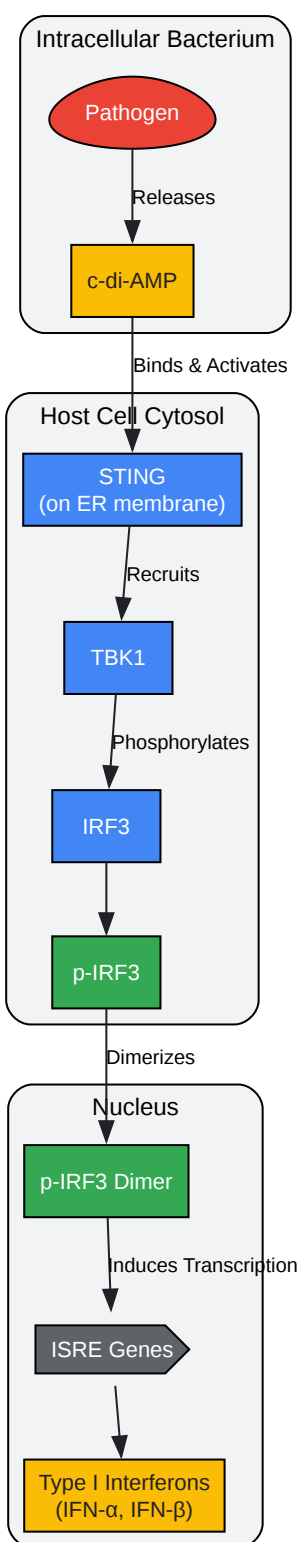 Intracellular Bacterium
Pathogen
Releases
c-di-AMP
Binds & Activates
Host Cell Cytosol
STING
(on ER membrane)
Recruits
TBK1
Phosphorylates
IRF3
p-IRF3
Dimerizes
Nucleus
p-IRF3 Dimer
Induces Transcription
ISRE Genes
Type I Interferons
(IFN-α, IFN-β)